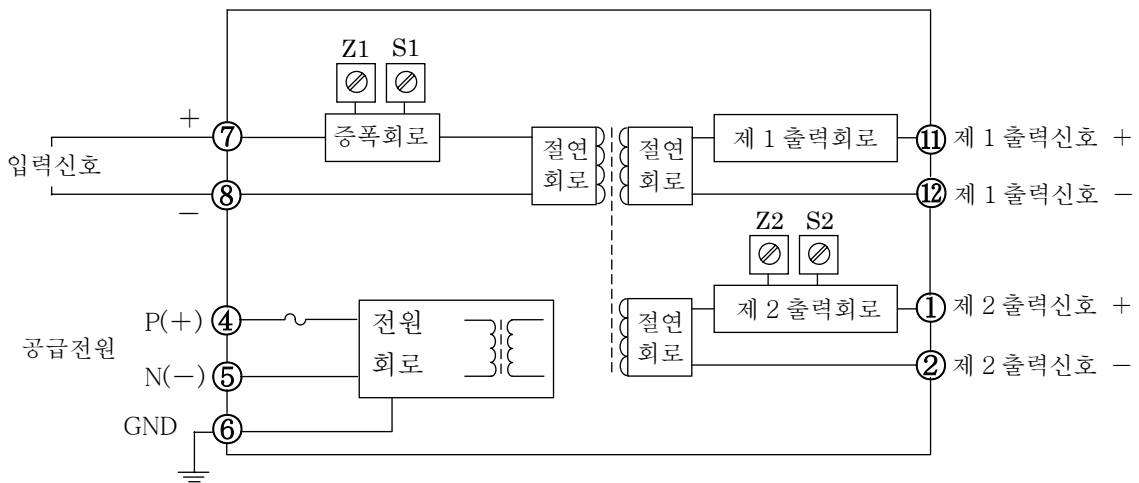 Z1 S1
+ ⑦ 증폭회로
입력신호
- ⑧
절연
회로
절연
회로
제 1 출력회로 ⑪ 제 1 출력신호 +
⑫ 제 1 출력신호 -
Z2 S2
절연
회로
제 2 출력회로 ① 제 2 출력신호 +
② 제 2 출력신호 -
P(+) ④
공급전원
N(-) ⑤
GND ⑥
전원
회로